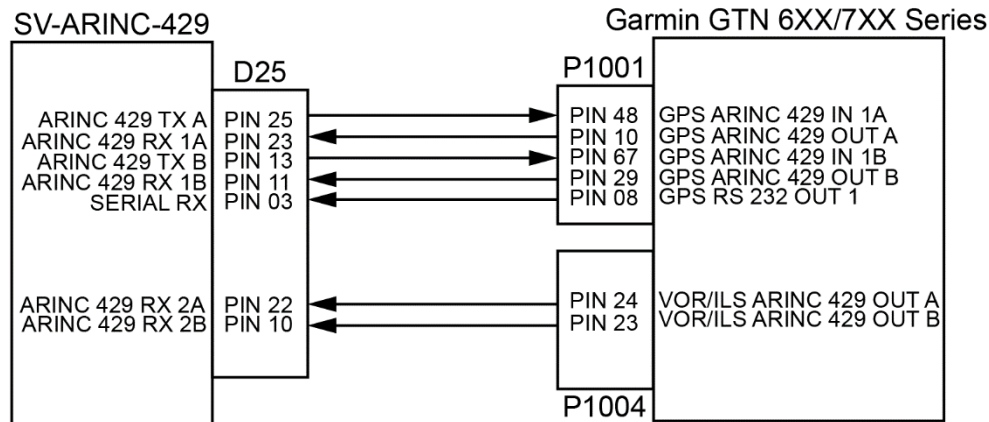 SV-ARINC-429
Garmin GTN 6XX/7XX Series
D25
P1001
ARINC 429 TX A PIN 25 PIN 48 GPS ARINC 429 IN 1A
ARINC 429 RX 1A PIN 23 PIN 10 GPS ARINC 429 OUT A
ARINC 429 TX B PIN 13 PIN 67 GPS ARINC 429 IN 1B
ARINC 429 RX 1B PIN 11 PIN 29 GPS ARINC 429 OUT B
SERIAL RX PIN 03 PIN 08 GPS RS 232 OUT 1
ARINC 429 RX 2A PIN 22 PIN 24 VOR/ILS ARINC 429 OUT A
ARINC 429 RX 2B PIN 10 PIN 23 VOR/ILS ARINC 429 OUT B
P1004